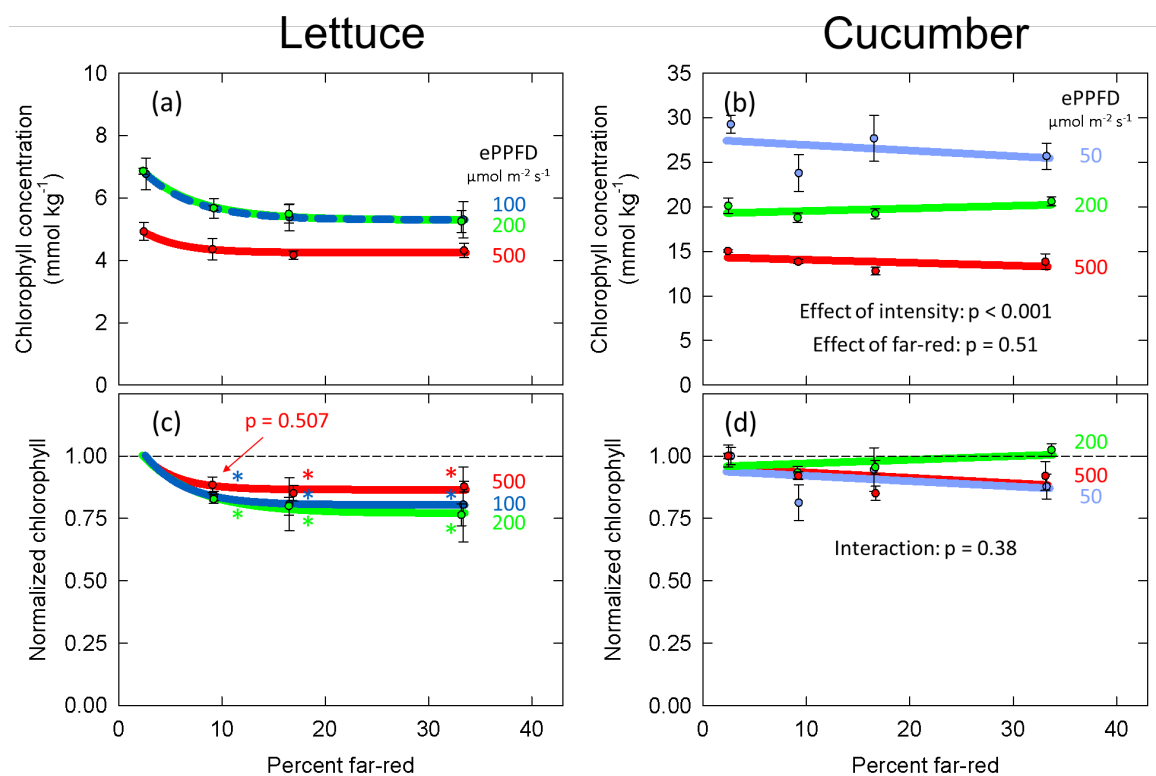 Lettuce
Cucumber
(a)
10
8
6
4
2
0
Chlorophyll concentration
(mmol kg-1)
ePPFD
µmol m-2 s-1
100
200
500
(b)
35
30
25
20
15
10
5
0
Chlorophyll concentration
(mmol kg-1)
ePPFD
µmol m-2 s-1
50
200
500
Effect of intensity: p < 0.001
Effect of far-red: p = 0.51
(c)
p = 0.507
1.00
0.75
0.50
0.25
0.00
Normalized chlorophyll
* * *
* *
* * *
500
100
200
0 10 20 30 40
Percent far-red
(d)
1.00
0.75
0.50
0.25
0.00
Normalized chlorophyll
200
500
50
Interaction: p = 0.38
0 10 20 30 40
Percent far-red